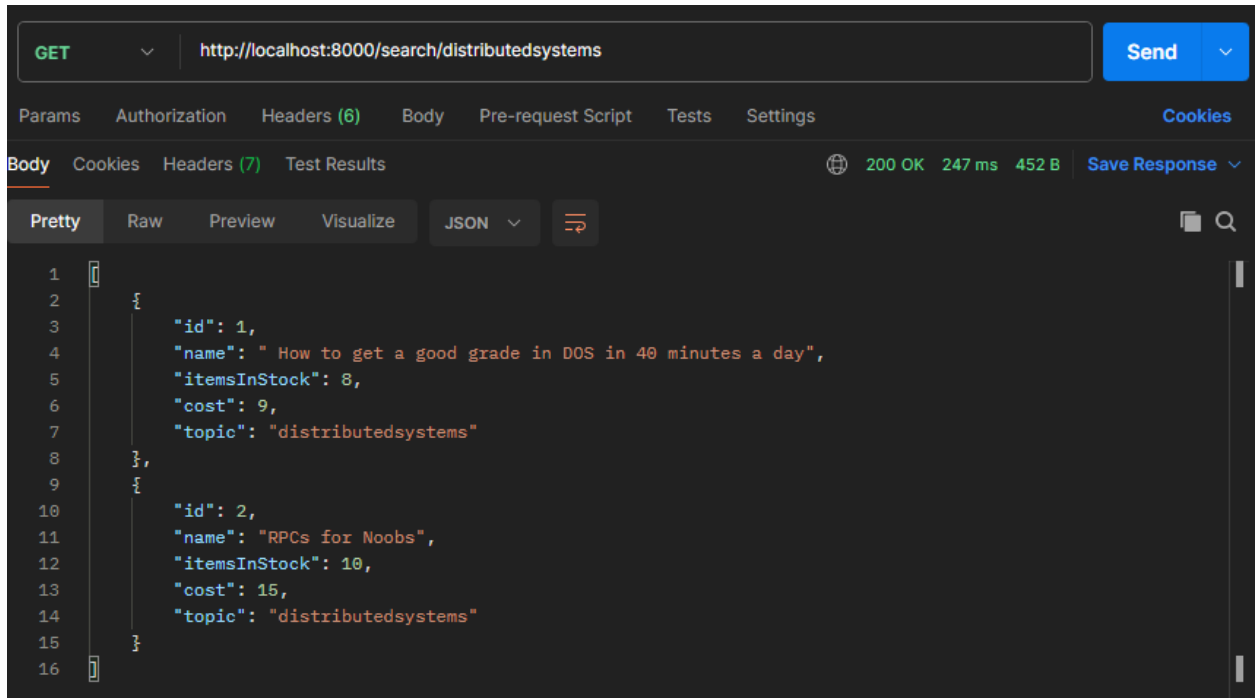 GET http://localhost:8000/search/distributedsystems Send
Params Authorization Headers (6) Body Pre-request Script Tests Settings Cookies
Body Cookies Headers (7) Test Results 200 OK 247 ms 452 B Save Response
Pretty Raw Preview Visualize JSON
1 [
2 {
3 "id": 1,
4 "name": " How to get a good grade in DOS in 40 minutes a day",
5 "itemsInStock": 8,
6 "cost": 9,
7 "topic": "distributedsystems"
8 },
9 {
10 "id": 2,
11 "name": "RPCs for Noobs",
12 "itemsInStock": 10,
13 "cost": 15,
14 "topic": "distributedsystems"
15 }
16 ]